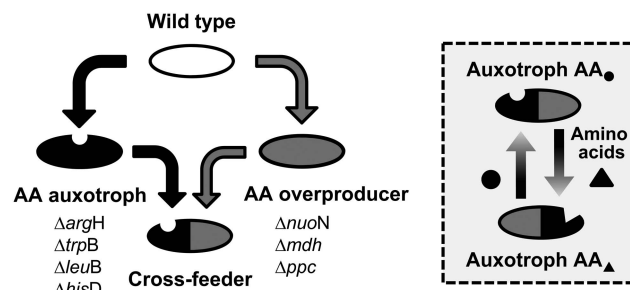 Wild type
AA auxotroph
ΔargH
ΔtrpB
ΔleuB
ΔhisD
AA overproducer
ΔnuoN
Δmdh
Δppc
Cross-feeder
Auxotroph AA●
Amino
acids
Auxotroph AA▲